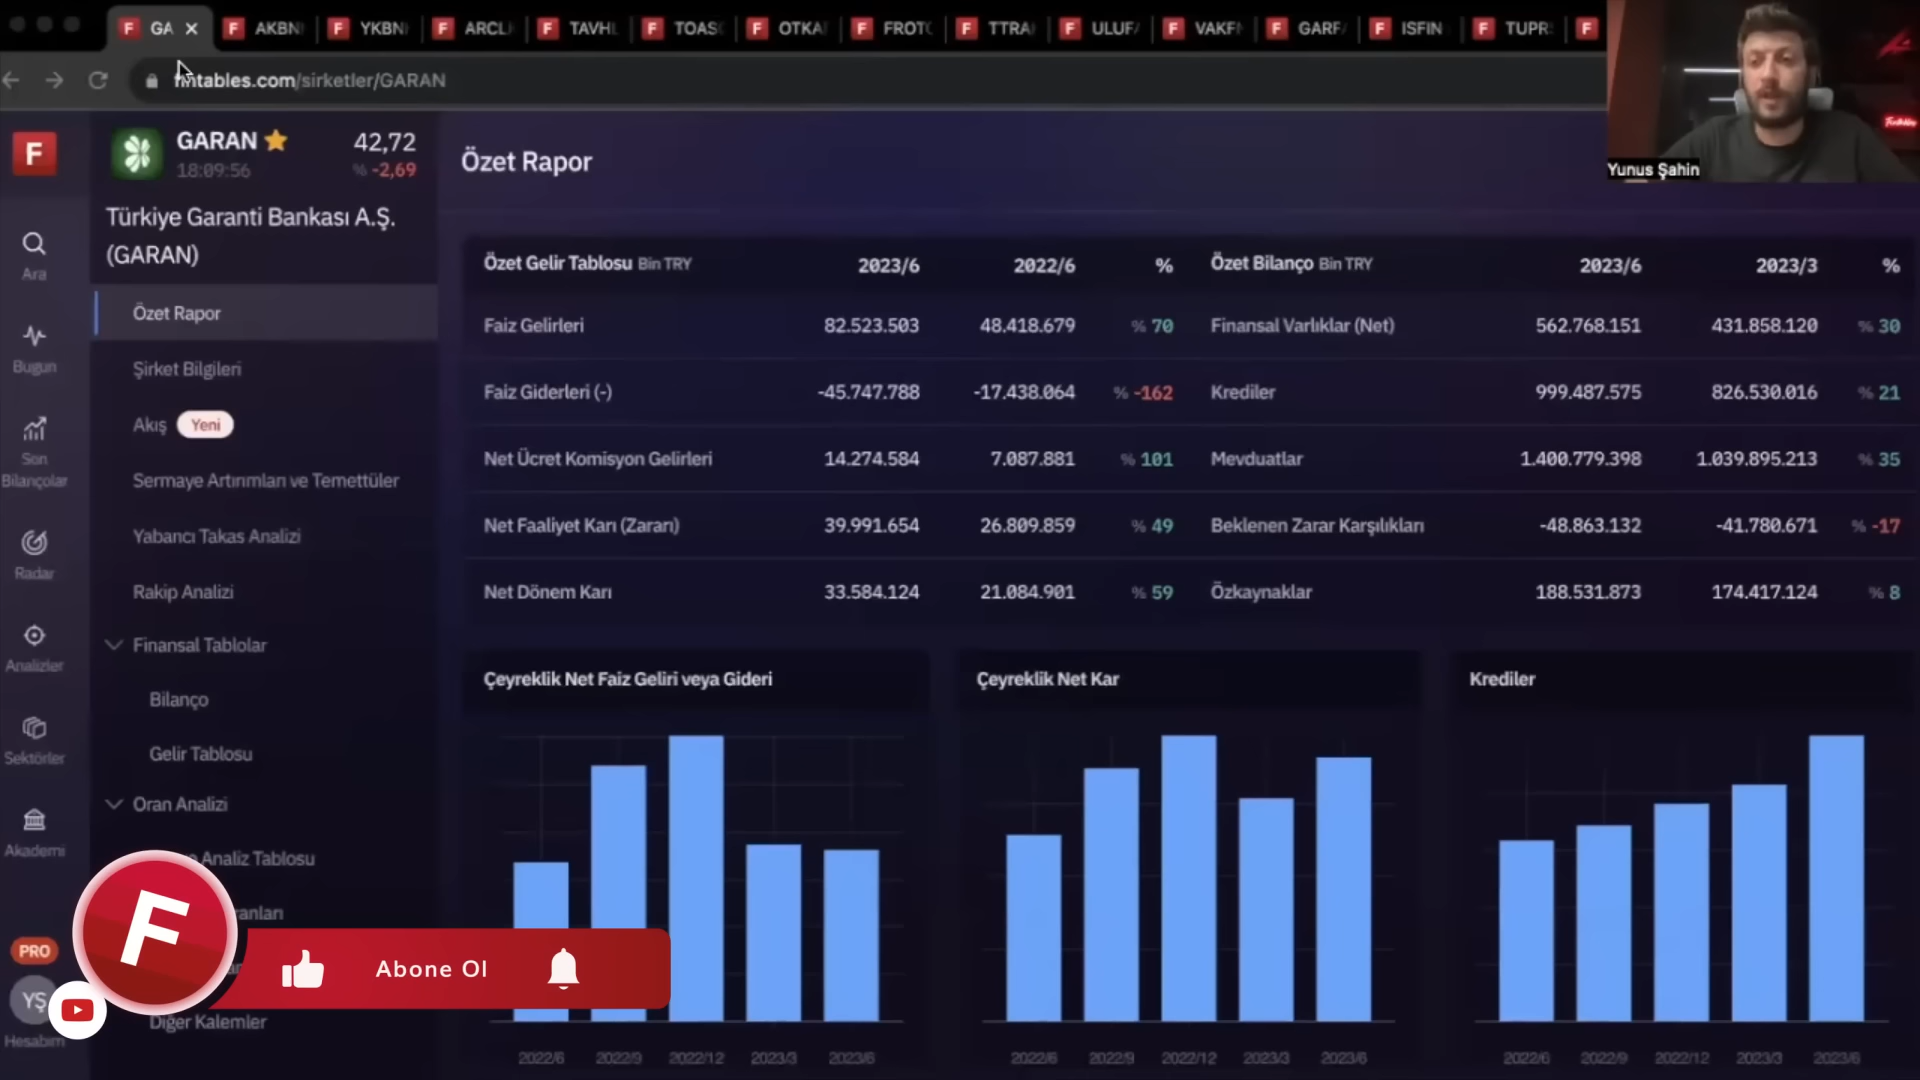 GA
AKBN
YKBN
ARCL
TAVHL
TOAS
OTKA
FROTO
TTRA
ULUFA
VAKFN
GARFA
ISFIN
TUPR
fintables.com/sirketler/GARAN
Yunus Şahin
F
GARAN 42,72
18:09:56 % -2,69
Türkiye Garanti Bankası A.Ş.
(GARAN)
Ara
Bugun
Son
Bilançolar
Radar
Analizler
Sektörler
Akademi
PRO
YŞ
Hesabım
Özet Rapor
Şirket Bilgileri
Akış Yeni
Sermaye Artırımları ve Temettüler
Yabancı Takas Analizi
Rakip Analizi
Finansal Tablolar
Bilanço
Gelir Tablosu
Oran Analizi
Analiz Tablosu
Diğer Kalemler
Özet Rapor
Özet Gelir Tablosu Bin TRY 2023/6 2022/6 %
Faiz Gelirleri 82.523.503 48.418.679 % 70
Faiz Giderleri (-) -45.747.788 -17.438.064 % -162
Net Ücret Komisyon Gelirleri 14.274.584 7.087.881 % 101
Net Faaliyet Karı (Zararı) 39.991.654 26.809.859 % 49
Net Dönem Karı 33.584.124 21.084.901 % 59
Özet Bilanço Bin TRY 2023/6 2023/3 %
Finansal Varlıklar (Net) 562.768.151 431.858.120 % 30
Krediler 999.487.575 826.530.016 % 21
Mevduatlar 1.400.779.398 1.039.895.213 % 35
Beklenen Zarar Karşılıkları -48.863.132 -41.780.671 % -17
Özkaynaklar 188.531.873 174.417.124 % 8
Çeyreklik Net Faiz Geliri veya Gideri
2022/6 2022/9 2022/12 2023/3 2023/6
Çeyreklik Net Kar
2022/6 2022/9 2022/12 2023/3 2023/6
Krediler
2022/6 2022/9 2022/12 2023/3 2023/6
F
Abone Ol